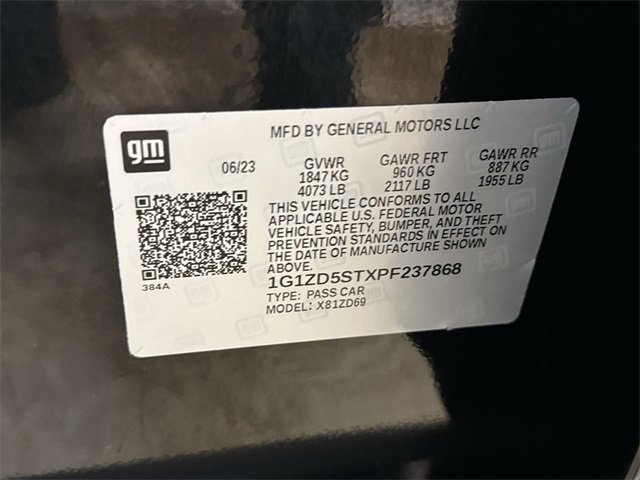 gm
MFD BY GENERAL MOTORS LLC
06/23 GVWR GAWR FRT GAWR RR
1847 KG 960 KG 887 KG
4073 LB 2117 LB 1955 LB
THIS VEHICLE CONFORMS TO ALL
APPLICABLE U.S. FEDERAL MOTOR
VEHICLE SAFETY, BUMPER, AND THEFT
PREVENTION STANDARDS IN EFFECT ON
THE DATE OF MANUFACTURE SHOWN
ABOVE.
384A
1G1ZD5STXPF237868
TYPE: PASS CAR
MODEL: X81ZD69